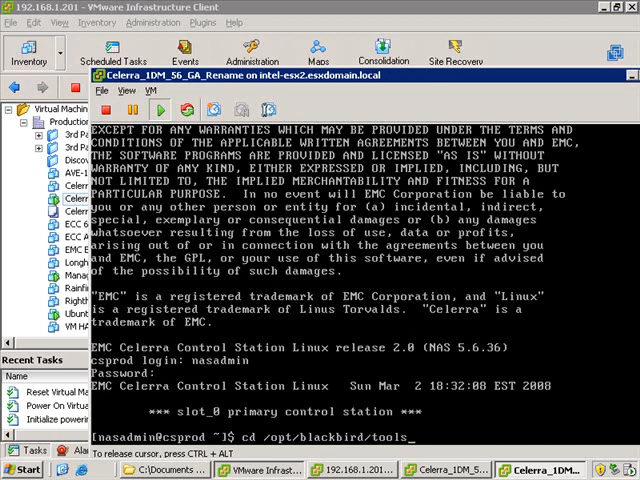 192.168.1.201 - VMware Infrastructure Client
File Edit View Inventory Administration Plugins Help
Inventory Scheduled Tasks Events Administration Maps Consolidation Site Recovery
Celerra_1DM_56_GA_Rename on intel-esx2.esxdomain.local
File View VM
Virtual Machin
Production
3rd Pa
3rd Pa
Discov
AVE-1
Celerr
Celerr
Celerr
ECC 6
ECC 6
EMC B
Longh
Manag
Rainfi
Righth
Ubunt
VM HA
EXCEPT FOR ANY WARRANTIES WHICH MAY BE PROVIDED UNDER THE TERMS AND
CONDITIONS OF THE APPLICABLE WRITTEN AGREEMENTS BETWEEN YOU AND EMC,
THE SOFTWARE PROGRAMS ARE PROVIDED AND LICENSED "AS IS" WITHOUT
WARRANTY OF ANY KIND, EITHER EXPRESSED OR IMPLIED, INCLUDING, BUT
NOT LIMITED TO, THE IMPLIED MERCHANTABILITY AND FITNESS FOR A
PARTICULAR PURPOSE. In no event will EMC Corporation be liable to
you or any other person or entity for (a) incidental, indirect,
special, exemplary or consequential damages or (b) any damages
whatsoever resulting from the loss of use, data or profits,
arising out of or in connection with the agreements between you
and EMC, the GPL, or your use of this software, even if advised
of the possibility of such damages.
"EMC" is a registered trademark of EMC Corporation, and "Linux"
is a registered trademark of Linus Torvalds. "Celerra" is a
trademark of EMC.
EMC Celerra Control Station Linux release 2.0 (NAS 5.6.36)
csprod login: nasadmin
Password:
EMC Celerra Control Station Linux Sun Mar 2 18:32:08 EST 2008
*** slot_0 primary control station ***
[nasadmin@csprod ~]$ cd /opt/blackbird/tools_
Recent Tasks
Name
Reset Virtual M
Power On Virtual
Initialize powering
Tasks
To release cursor, press CTRL + ALT
Start C:\Documents ... VMware Infrast... 192.168.1.201... Celerra_1DM_5... Celerra_1DM...